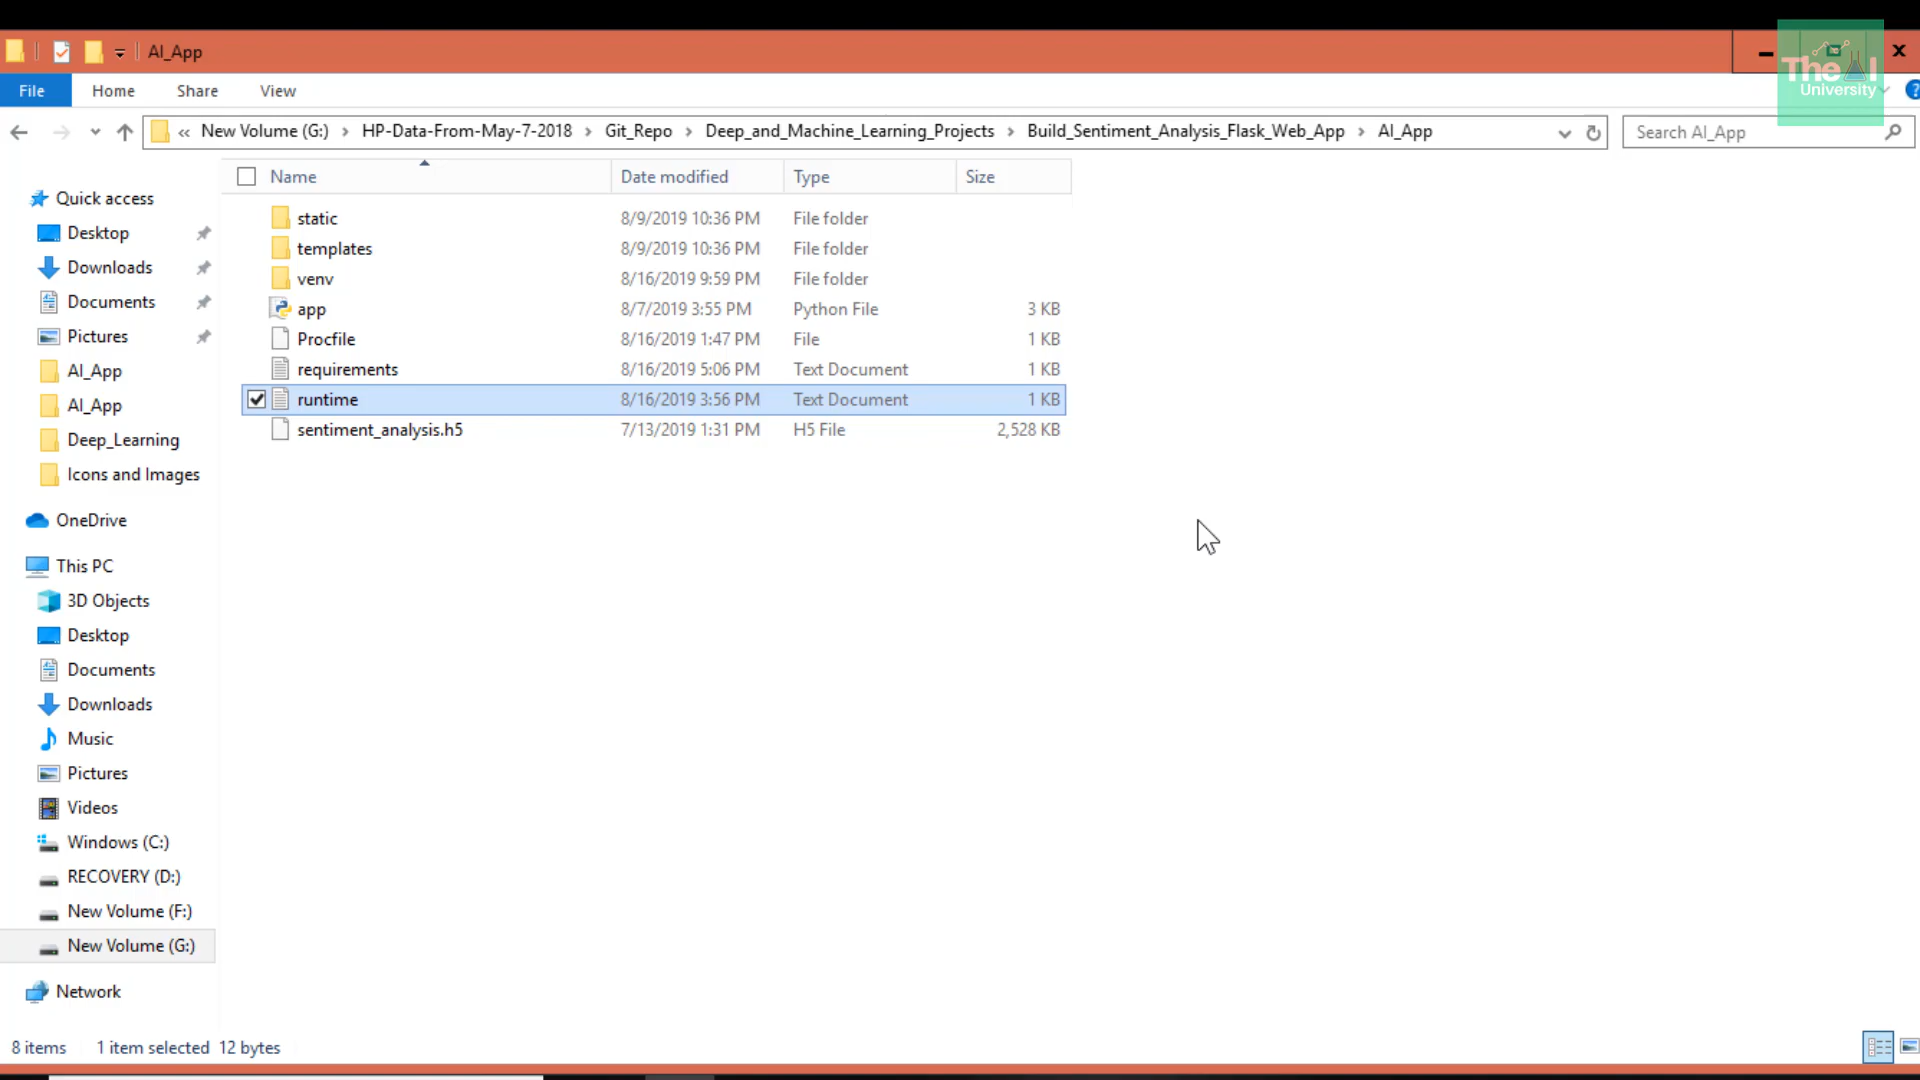 AI_App
The AI
University
File Home Share View
« New Volume (G:) › HP-Data-From-May-7-2018 › Git_Repo › Deep_and_Machine_Learning_Projects › Build_Sentiment_Analysis_Flask_Web_App › AI_App
Search AI_App
Name Date modified Type Size
static 8/9/2019 10:36 PM File folder
templates 8/9/2019 10:36 PM File folder
venv 8/16/2019 9:59 PM File folder
app 8/7/2019 3:55 PM Python File 3 KB
Procfile 8/16/2019 1:47 PM File 1 KB
requirements 8/16/2019 5:06 PM Text Document 1 KB
runtime 8/16/2019 3:56 PM Text Document 1 KB
sentiment_analysis.h5 7/13/2019 1:31 PM H5 File 2,528 KB
Quick access
Desktop
Downloads
Documents
Pictures
AI_App
AI_App
Deep_Learning
Icons and Images
OneDrive
This PC
3D Objects
Desktop
Documents
Downloads
Music
Pictures
Videos
Windows (C:)
RECOVERY (D:)
New Volume (F:)
New Volume (G:)
Network
8 items 1 item selected 12 bytes